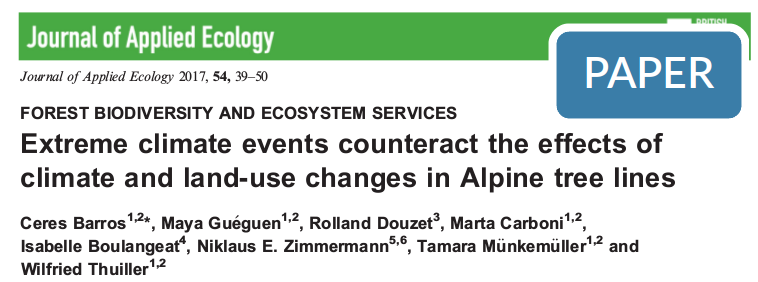 Journal of Applied Ecology
PAPER
Journal of Applied Ecology 2017, 54, 39–50
FOREST BIODIVERSITY AND ECOSYSTEM SERVICES
Extreme climate events counteract the effects of
climate and land-use changes in Alpine tree lines
Ceres Barros1,2*, Maya Guéguen1,2, Rolland Douzet3, Marta Carboni1,2,
Isabelle Boulangeat4, Niklaus E. Zimmermann5,6, Tamara Münkemüller1,2 and
Wilfried Thuiller1,2